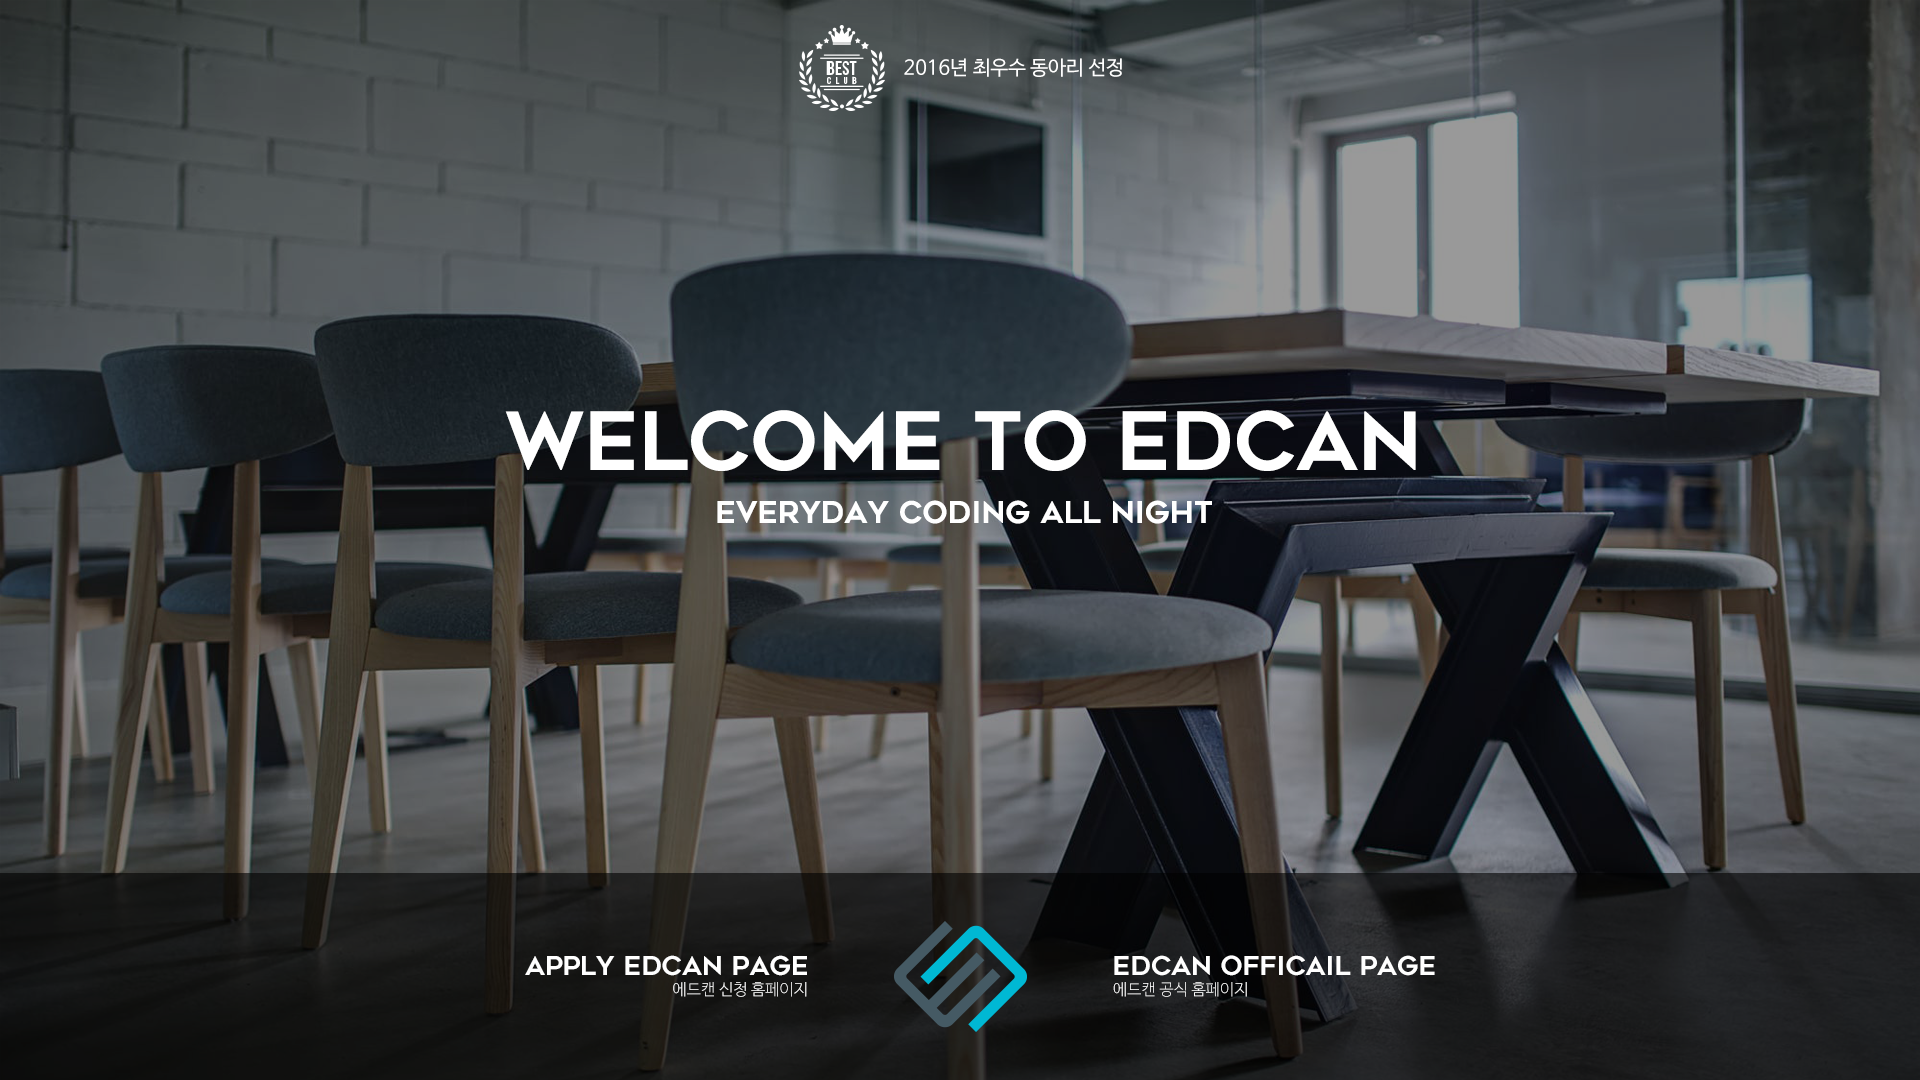 BEST
CLUB
2016년 최우수 동아리 선정
WELCOME TO EDCAN
EVERYDAY CODING ALL NIGHT
APPLY EDCAN PAGE
에드캔 신청 홈페이지
EDCAN OFFICAIL PAGE
에드캔 공식 홈페이지